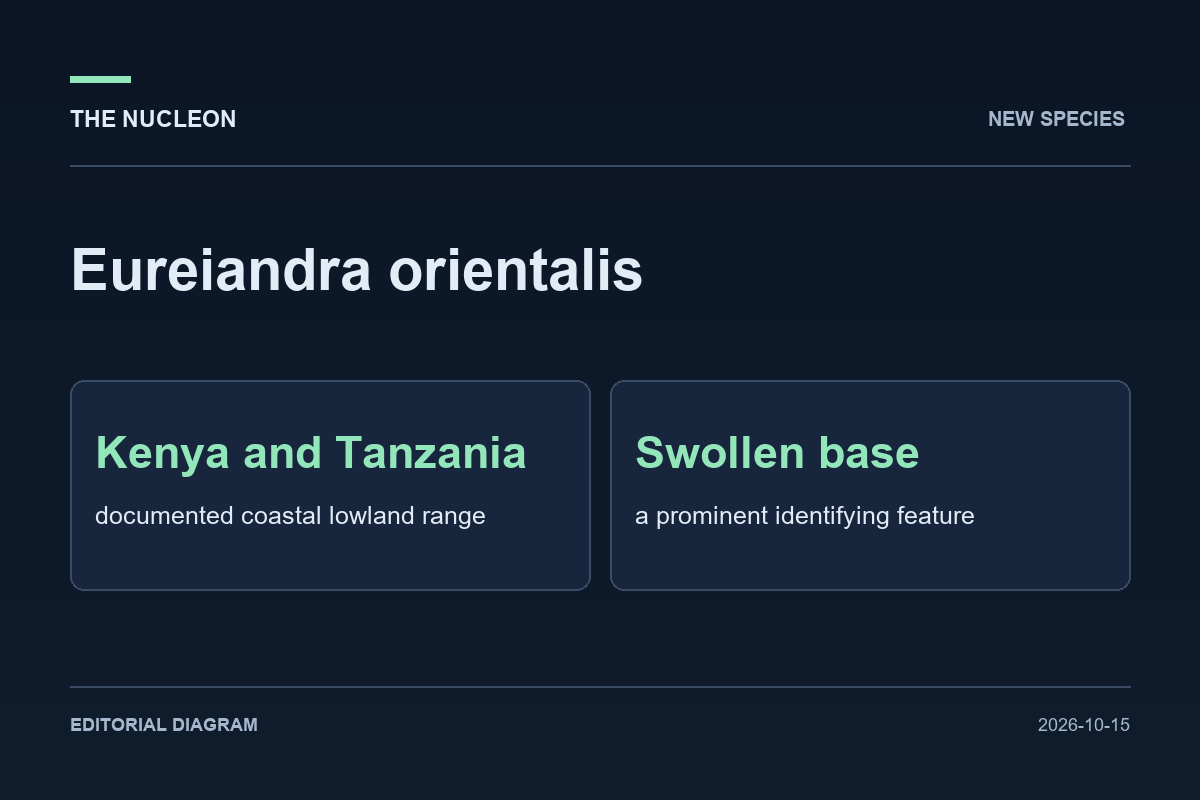 THE NUCLEON
NEW SPECIES
Eureiandra orientalis
Kenya and Tanzania
documented coastal lowland range
Swollen base
a prominent identifying feature
EDITORIAL DIAGRAM
2026-10-15